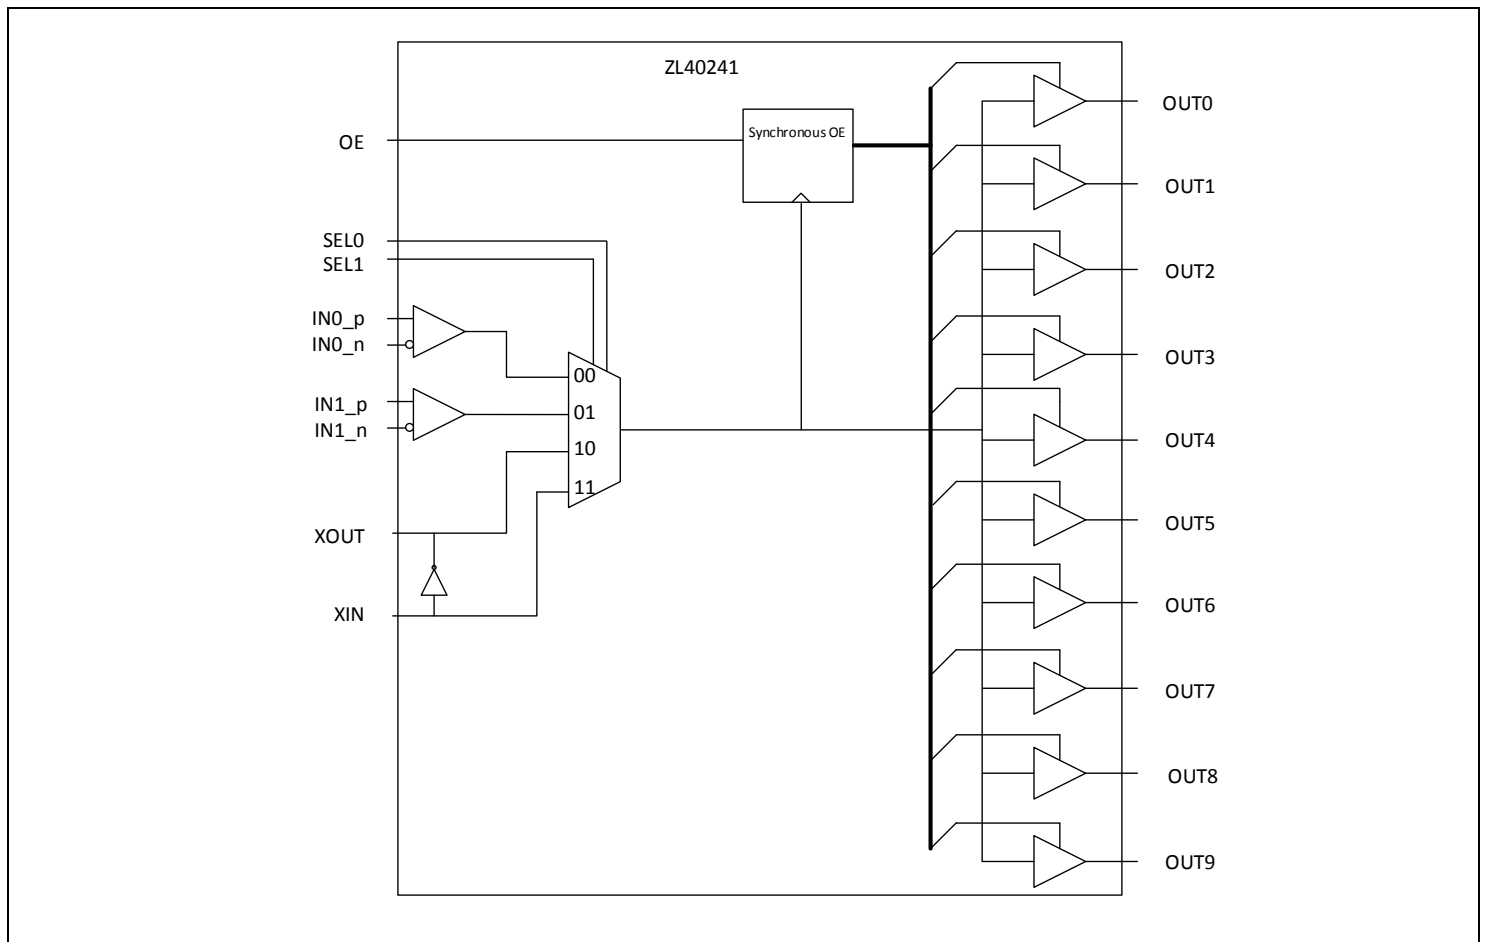 ZL40241
OE
Synchronous OE
SEL0
SEL1
IN0_p
IN0_n
IN1_p
IN1_n
XOUT
XIN
00
01
10
11
OUT0
OUT1
OUT2
OUT3
OUT4
OUT5
OUT6
OUT7
OUT8
OUT9